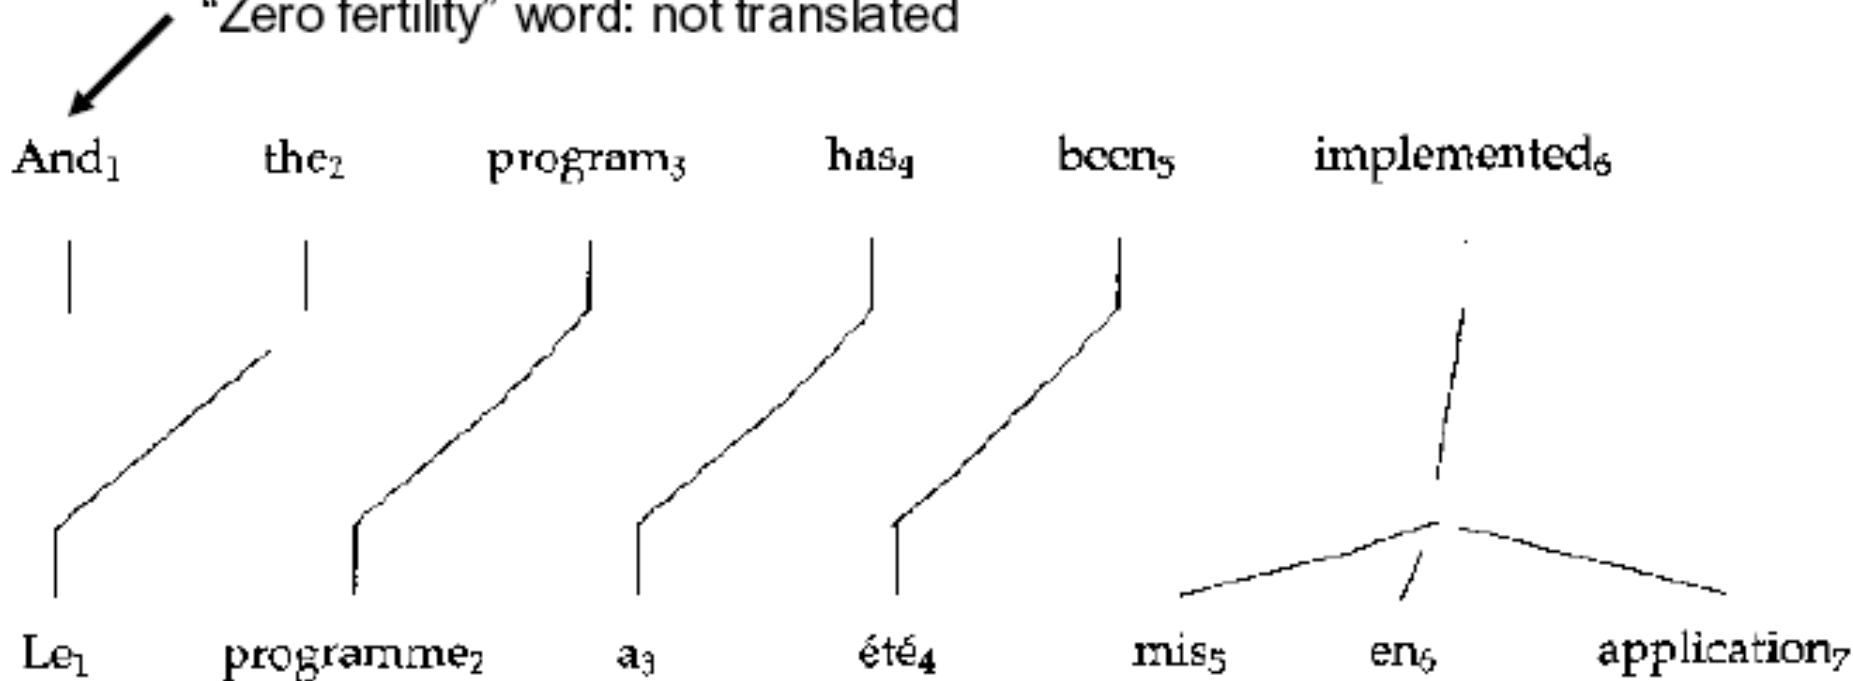 “Zero fertility” word: not translated
And₁ the₂ program₃ has₄ been₅ implemented₆
Le₁ programme₂ a₃ été₄ mis₅ en₆ application₇